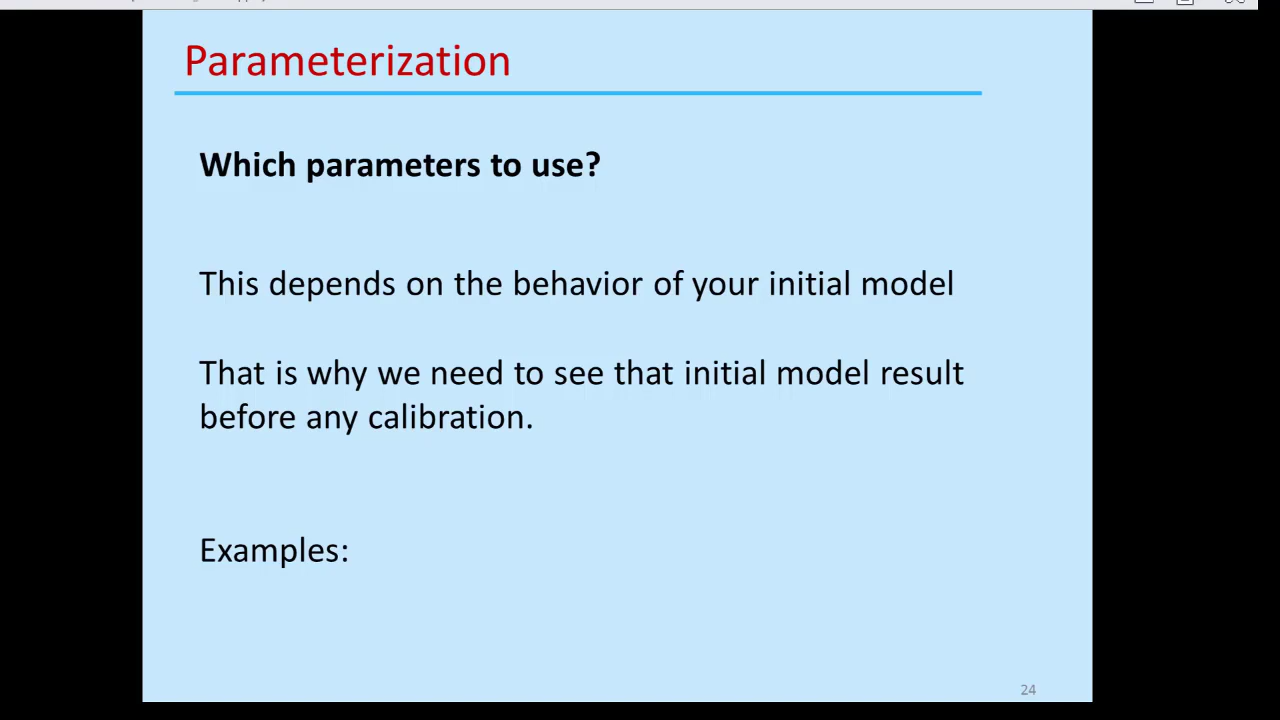 Parameterization
Which parameters to use?
This depends on the behavior of your initial model
That is why we need to see that initial model result
before any calibration.
Examples:
24